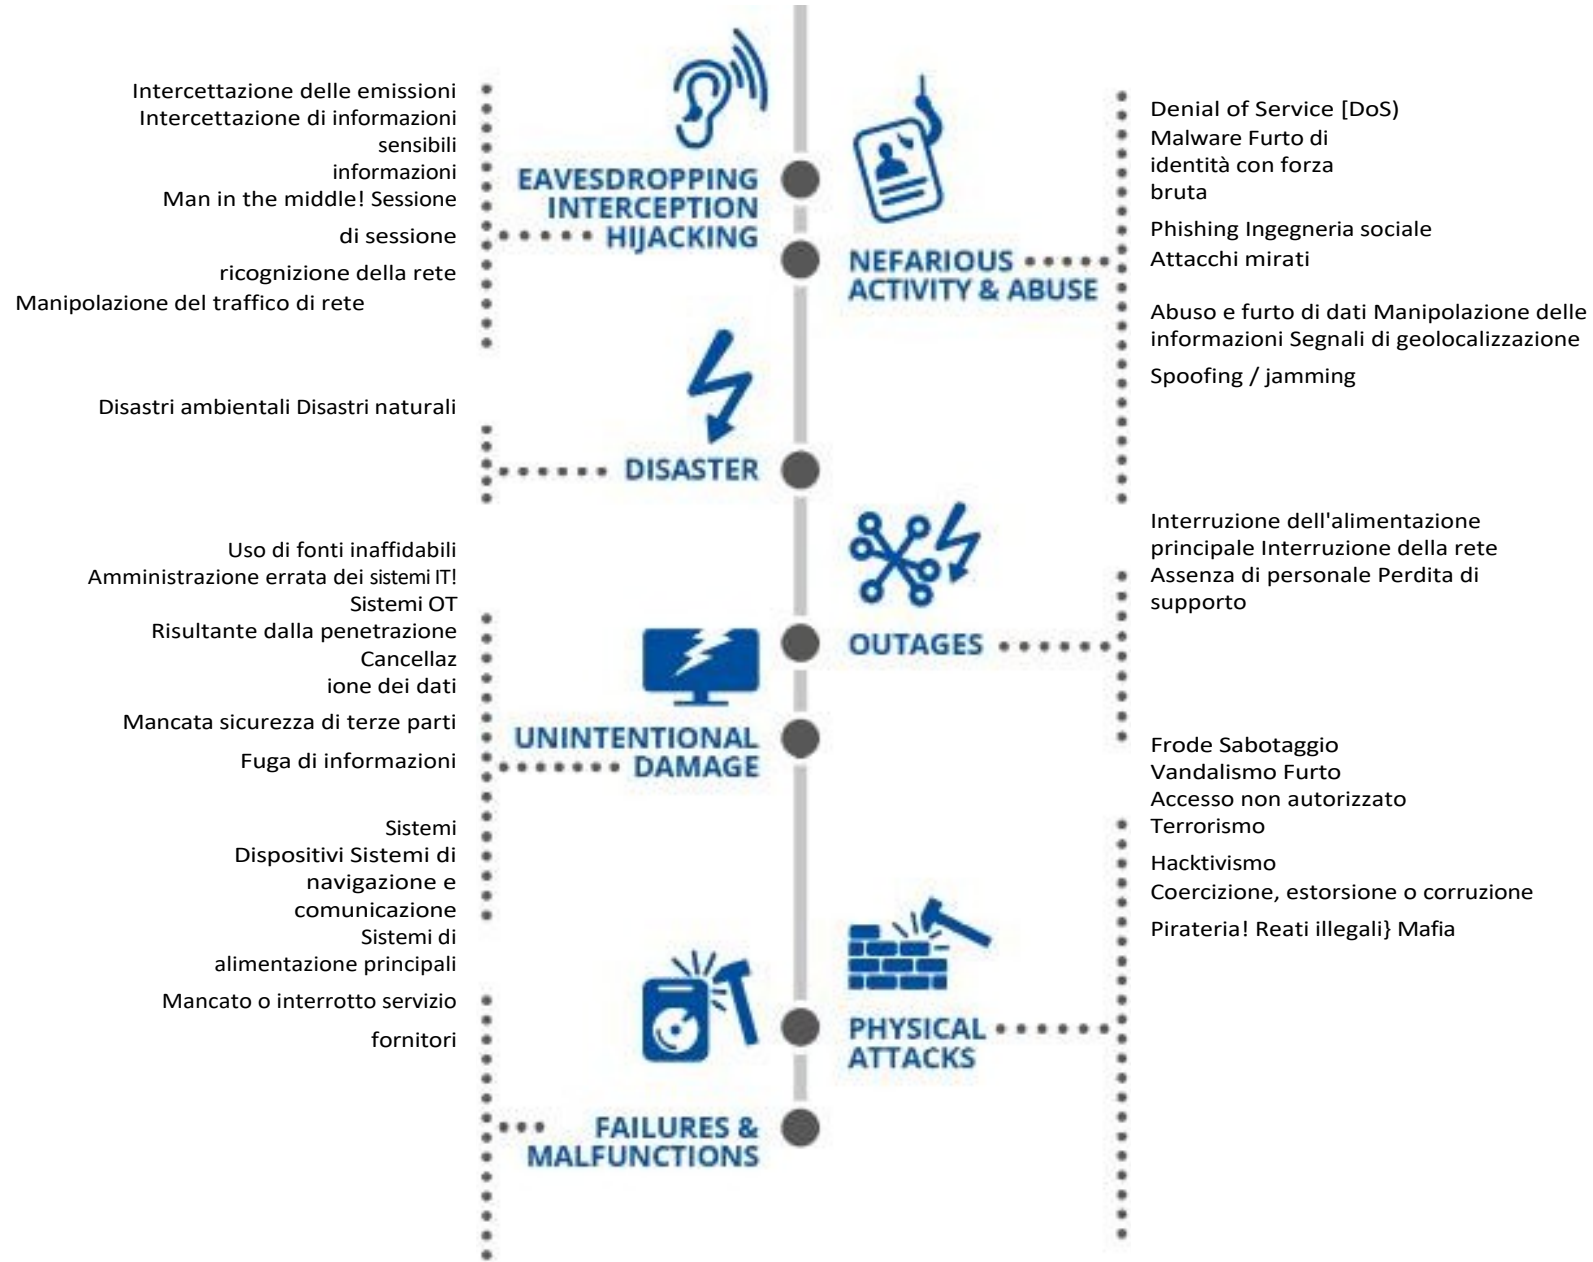 Intercettazione delle emissioni
Intercettazione di informazioni
sensibili
informazioni
Man in the middle! Sessione
di sessione
ricognizione della rete
Manipolazione del traffico di rete
EAVESDROPPING
INTERCEPTION
HIJACKING
Denial of Service [DoS)
Malware Furto di
identità con forza
bruta
Phishing Ingegneria sociale
Attacchi mirati
Abuso e furto di dati Manipolazione delle
informazioni Segnali di geolocalizzazione
Spoofing / jamming
NEFARIOUS
ACTIVITY & ABUSE
Disastri ambientali Disastri naturali
DISASTER
Interruzione dell'alimentazione
principale Interruzione della rete
Assenza di personale Perdita di
supporto
OUTAGES
Uso di fonti inaffidabili
Amministrazione errata dei sistemi IT!
Sistemi OT
Risultante dalla penetrazione
Cancellaz
ione dei dati
Mancata sicurezza di terze parti
Fuga di informazioni
UNINTENTIONAL
DAMAGE
Frode Sabotaggio
Vandalismo Furto
Accesso non autorizzato
Terrorismo
Hacktivismo
Coercizione, estorsione o corruzione
Pirateria! Reati illegali} Mafia
PHYSICAL
ATTACKS
Sistemi
Dispositivi Sistemi di
navigazione e
comunicazione
Sistemi di
alimentazione principali
Mancato o interrotto servizio
fornitori
FAILURES &
MALFUNCTIONS